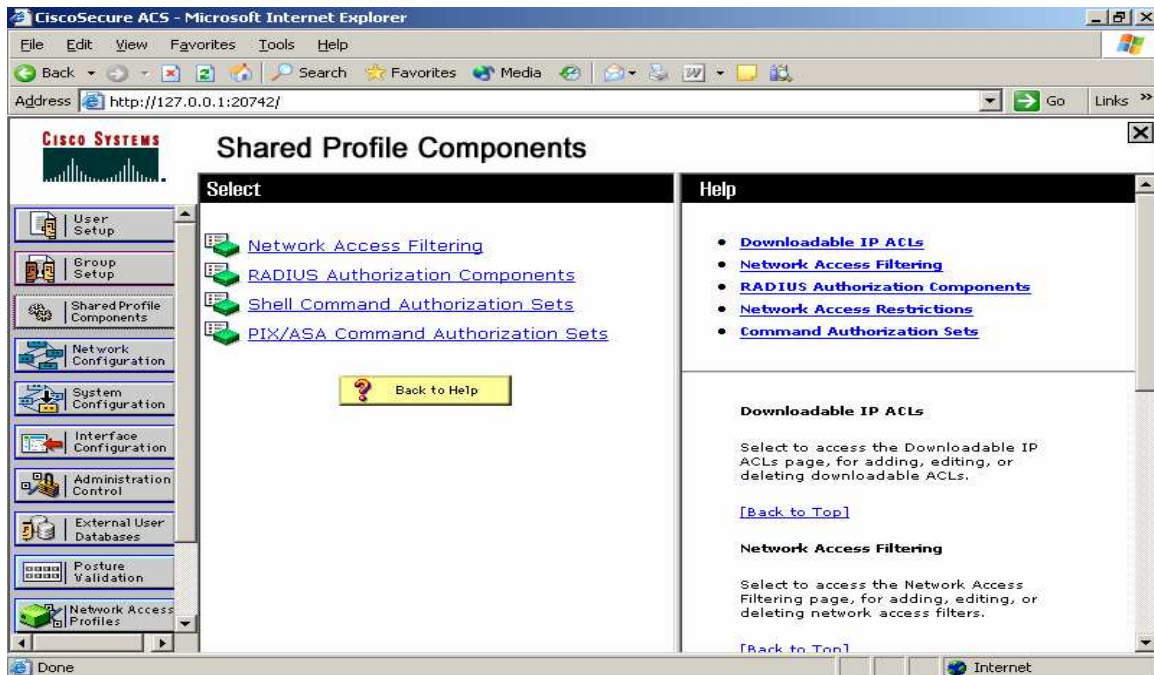 CiscoSecure ACS - Microsoft Internet Explorer
File Edit View Favorites Tools Help
Back Search Favorites Media
Address http://127.0.0.1:20742/ Go Links »
CISCO SYSTEMS
Shared Profile Components
Select
Help
User Setup
Group Setup
Shared Profile Components
Network Configuration
System Configuration
Interface Configuration
Administration Control
External User Databases
Posture Validation
Network Access Profiles
Network Access Filtering
RADIUS Authorization Components
Shell Command Authorization Sets
PIX/ASA Command Authorization Sets
Back to Help
Downloadable IP ACLs
Network Access Filtering
RADIUS Authorization Components
Network Access Restrictions
Command Authorization Sets
Downloadable IP ACLs
Select to access the Downloadable IP
ACLs page, for adding, editing, or
deleting downloadable ACLs.
[Back to Top]
Network Access Filtering
Select to access the Network Access
Filtering page, for adding, editing, or
deleting network access filters.
[Back to Top]
Done
Internet